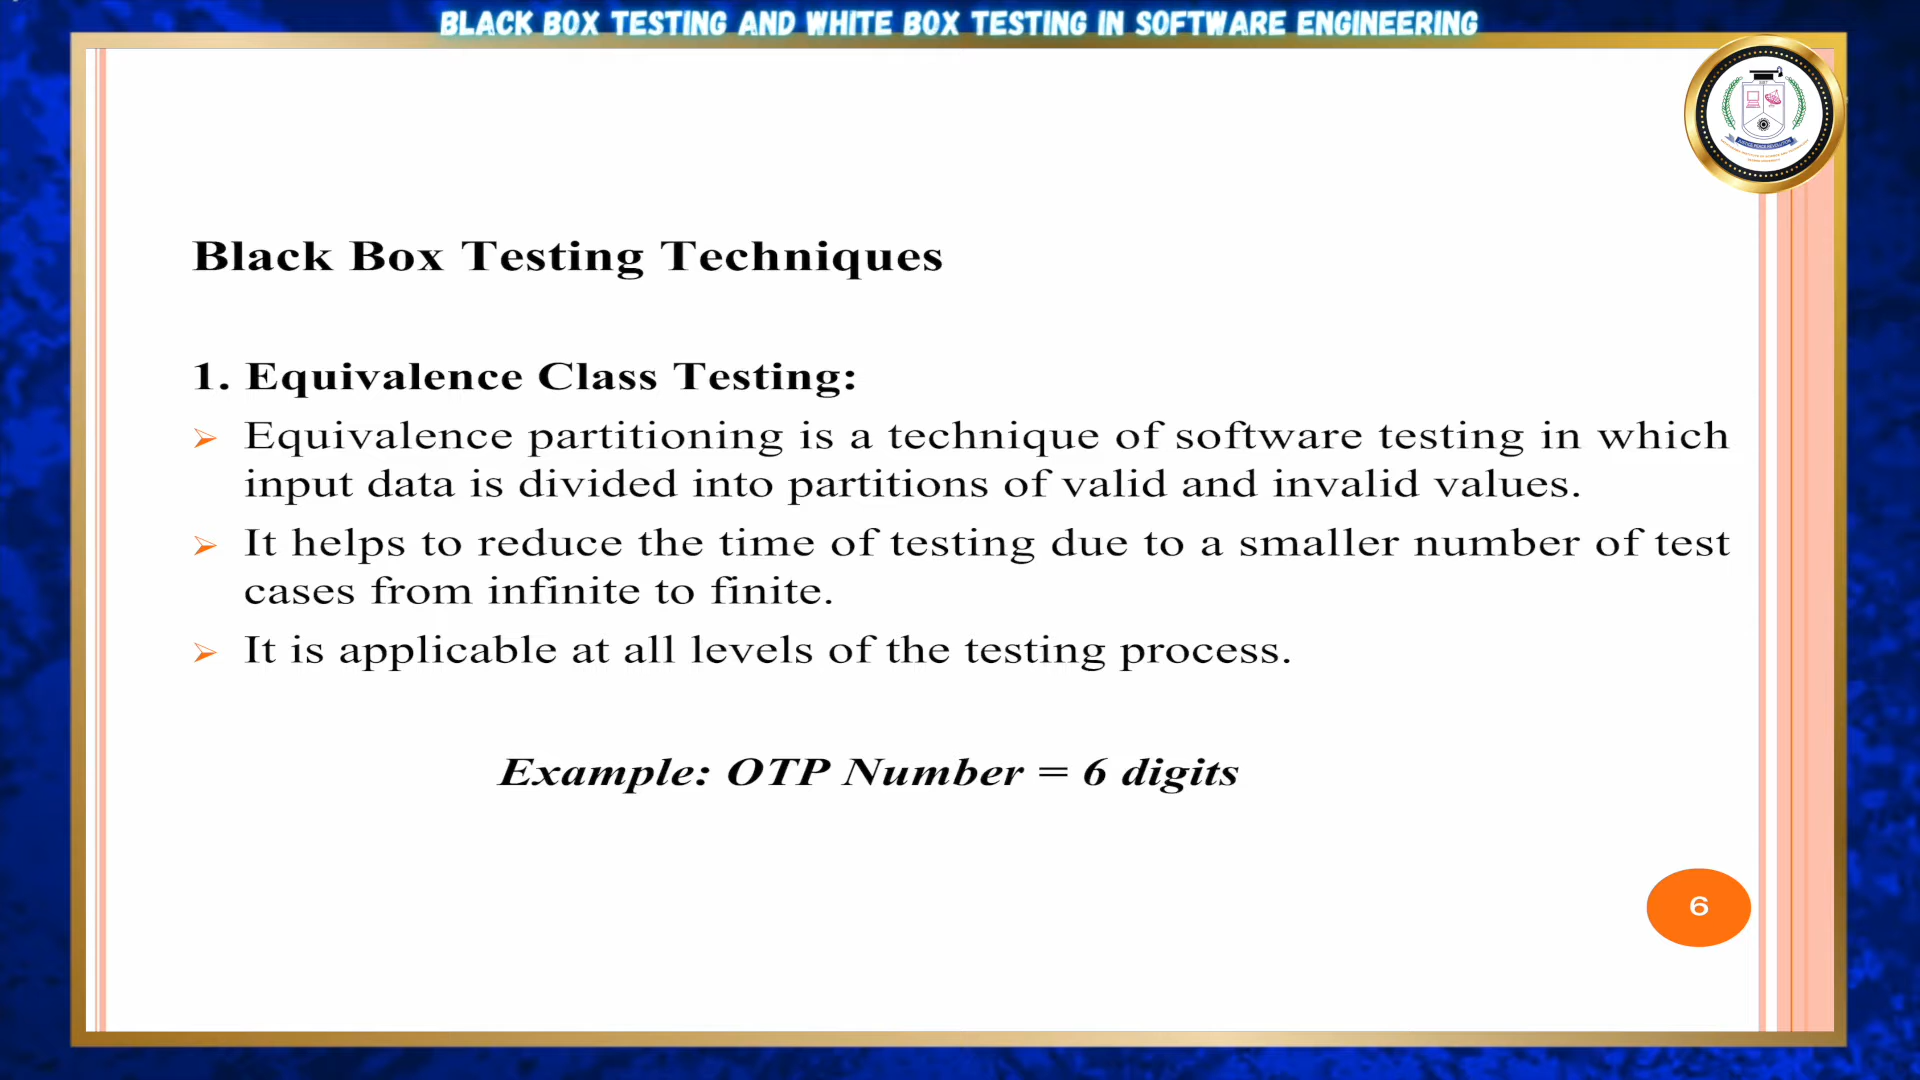 BLACK BOX TESTING AND WHITE BOX TESTING IN SOFTWARE ENGINEERING
Black Box Testing Techniques
1. Equivalence Class Testing:
➢ Equivalence partitioning is a technique of software testing in which
input data is divided into partitions of valid and invalid values.
➢ It helps to reduce the time of testing due to a smaller number of test
cases from infinite to finite.
➢ It is applicable at all levels of the testing process.
Example: OTP Number = 6 digits
6